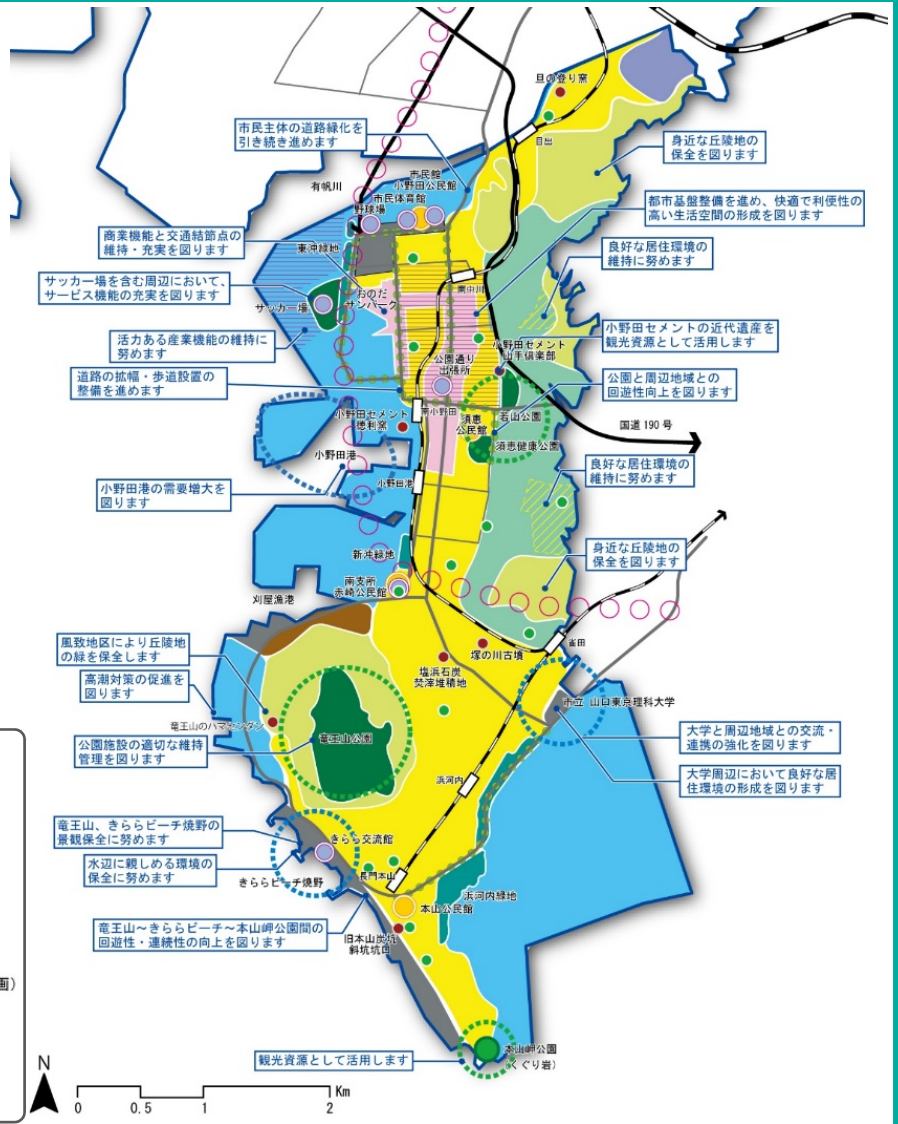 旦の登り窯
目出
市民主体の道路緑化を
引き続き進めます
身近な丘陵地の
保全を図ります
有帆川
市民館
小野田公民館
市民体育館
野球場
都市基盤整備を進め、快適で利便性の
高い生活空間の形成を図ります
商業機能と交通結節点の
維持・充実を図ります
東沖緑地
良好な居住環境の
維持に努めます
サッカー場を含む周辺において、
サービス機能の充実を図ります
サッカー場
おのだ
サンパーク
南中川
活力ある産業機能の維持に
努めます
小野田セメントの近代遺産を
観光資源として活用します
小野田セメント
山手倶楽部
公園通り
出張所
道路の拡幅・歩道設置の
整備を進めます
公園と周辺地域との
回遊性向上を図ります
小野田セメント
徳利窯
南小野田
須恵
公民館
若山公園
須恵健康公園
国道 190 号
小野田港
小野田港
小野田港の需要増大を
図ります
良好な居住環境の
維持に努めます
新沖緑地
身近な丘陵地の
保全を図ります
南支所
赤崎公民館
刈屋漁港
風致地区により丘陵地
の緑を保全します
塚の川古墳
雀田
塩浜石炭
焚滓堆積地
高潮対策の促進を
図ります
市立 山口東京理科大学
竜王山のハマセンダン
竜王山公園
大学と周辺地域との交流・
連携の強化を図ります
公園施設の適切な維持
管理を図ります
大学周辺において良好な居
住環境の形成を図ります
浜河内
竜王山、きららビーチ焼野の
景観保全に努めます
きらら交流館
水辺に親しめる環境の
保全に努めます
きららビーチ焼野
長門本山
浜河内緑地
本山公民館
竜王山～きららビーチ～本山岬公園間の
回遊性・連続性の向上を図ります
旧本山炭坑
斜坑坑口
画)
本山岬公園
(くぐり岩)
観光資源として活用します
N
Km
0 0.5 1 2